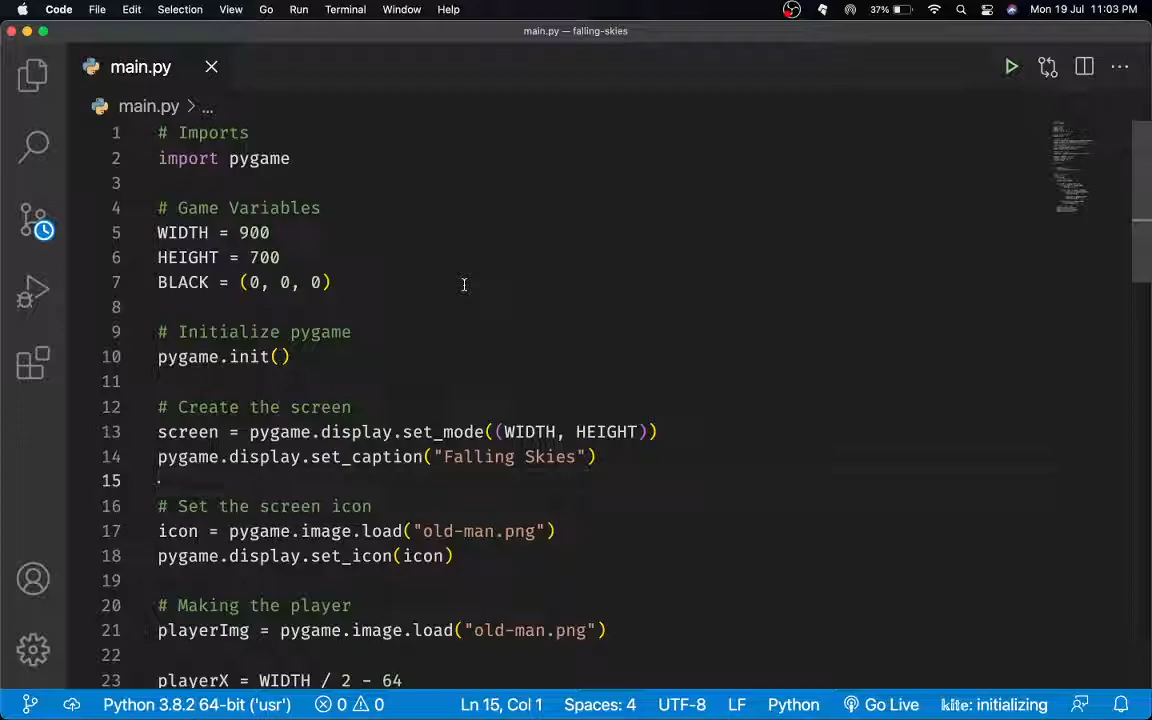 Code File Edit Selection View Go Run Terminal Window Help 37% Mon 19 Jul 11:03 PM
main.py — falling-skies
main.py
main.py > ...
1 # Imports
2 import pygame
3
4 # Game Variables
5 WIDTH = 900
6 HEIGHT = 700
7 BLACK = (0, 0, 0)
8
9 # Initialize pygame
10 pygame.init()
11
12 # Create the screen
13 screen = pygame.display.set_mode((WIDTH, HEIGHT))
14 pygame.display.set_caption("Falling Skies")
15
16 # Set the screen icon
17 icon = pygame.image.load("old-man.png")
18 pygame.display.set_icon(icon)
19
20 # Making the player
21 playerImg = pygame.image.load("old-man.png")
22
23 playerX = WIDTH / 2 - 64
Python 3.8.2 64-bit ('usr') 0 0 Ln 15, Col 1 Spaces: 4 UTF-8 LF Python Go Live kite: initializing